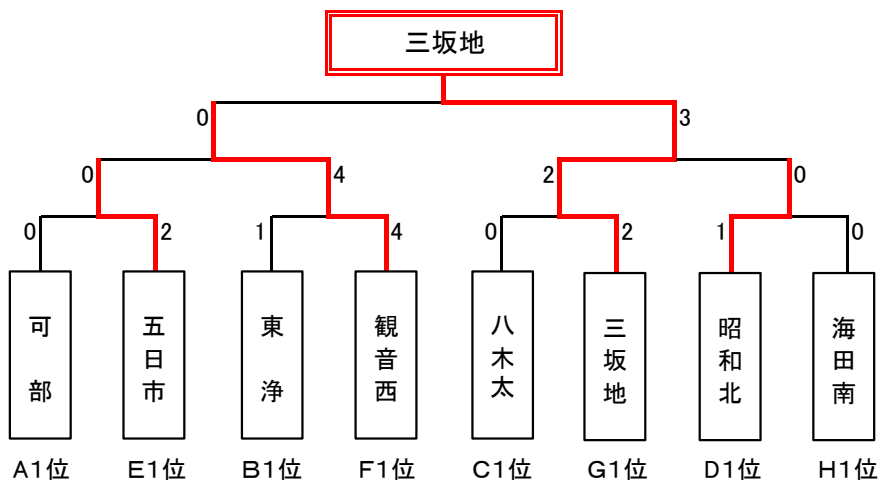 三坂地
0 3
0 4 2 0
0 2 1 4 0 2 1 0
可部
五日市
東浄
観音西
八木太
三坂地
昭和北
海田南
A1位 E1位 B1位 F1位 C1位 G1位 D1位 H1位